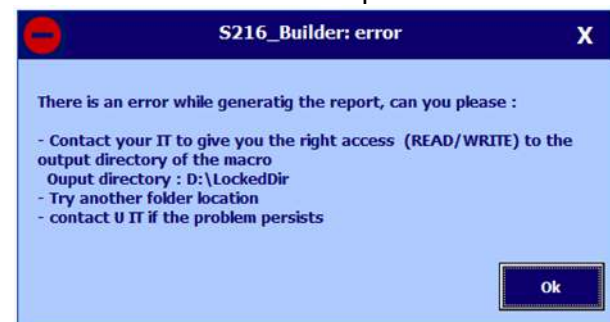 S216_Builder: error X
There is an error while generatig the report, can you please :
- Contact your IT to give you the right access (READ/WRITE) to the
output directory of the macro
Ouput directory : D:\LockedDir
- Try another folder location
- contact U IT if the problem persists
Ok